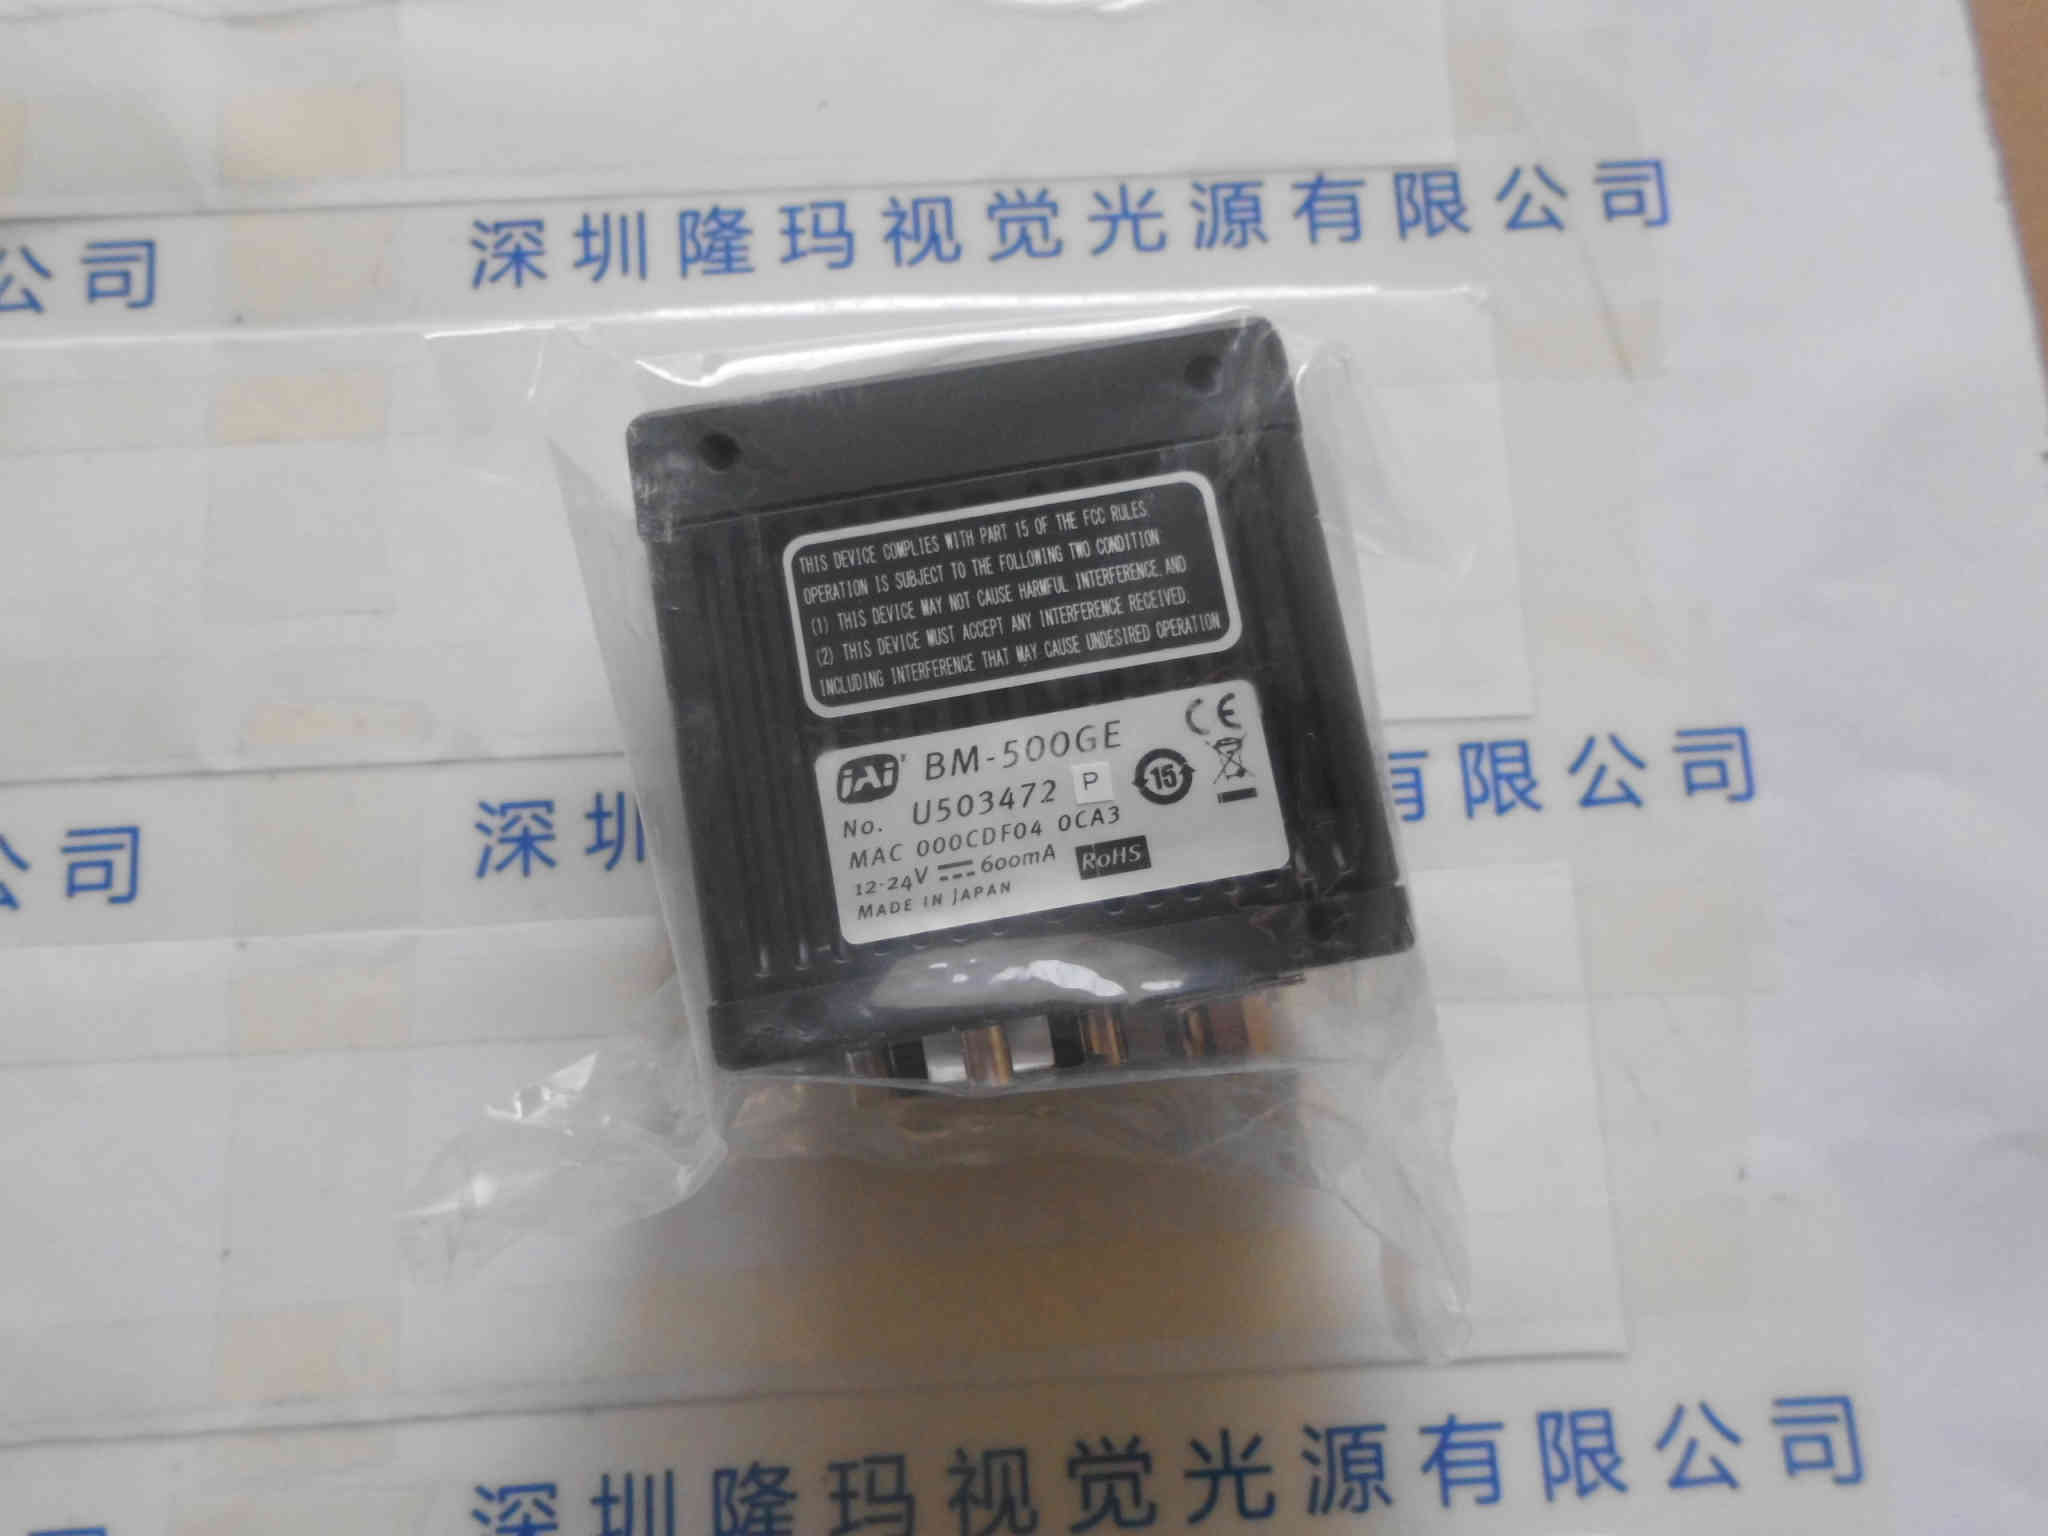 深圳隆玛视觉光源有限公司
公司
THIS DEVICE COMPLIES WITH PART 15 OF THE FCC RULES.
OPERATION IS SUBJECT TO THE FOLLOWING TWO CONDITION
(1) THIS DEVICE MAY NOT CAUSE HARMFUL INTERFERENCE, AND
(2) THIS DEVICE MUST ACCEPT ANY INTERFERENCE RECEIVED.
INCLUDING INTERFERENCE THAT MAY CAUSE UNDESIRED OPERATION
CE
JAi BM-500GE
No. U503472 P 15
MAC 000CDF04 0CA3
12-24V 600mA RoHS
MADE IN JAPAN
公司
深圳
有限公司
深圳隆玛视觉光源有限公司